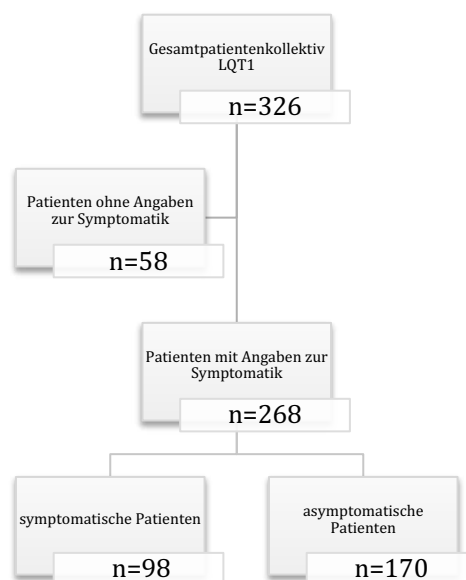 Gesamtpatientenkollektiv
LQT1
n=326
Patienten ohne Angaben
zur Symptomatik
n=58
Patienten mit Angaben zur
Symptomatik
n=268
symptomatische Patienten
n=98
asymptomatische
Patienten
n=170